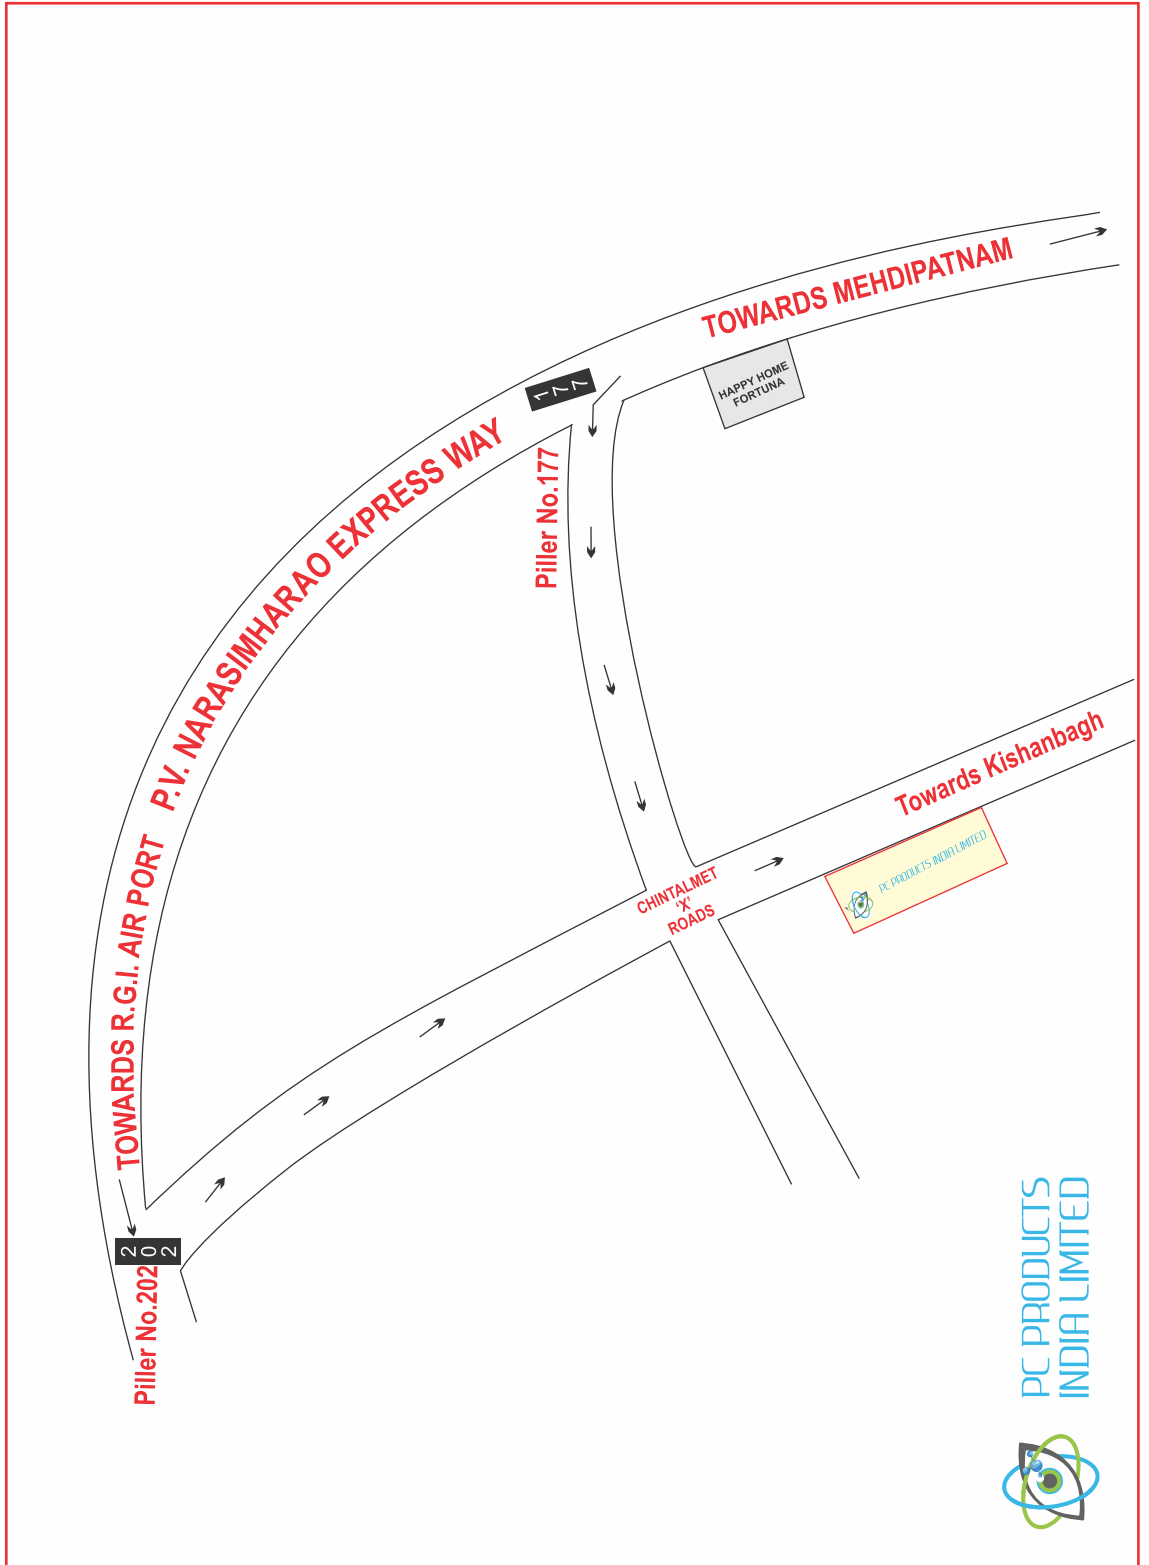 TOWARDS MEHDIPATNAM
HAPPY HOME
FORTUNA
177
P.V. NARASIMHARAO EXPRESS WAY
Piller No.177
Towards Kishanbagh
PC PRODUCTS INDIA LIMITED
TOWARDS R.G.I. AIR PORT
CHINTALMET
‘X’
ROADS
202
Piller No.202
PC PRODUCTS
INDIA LIMITED